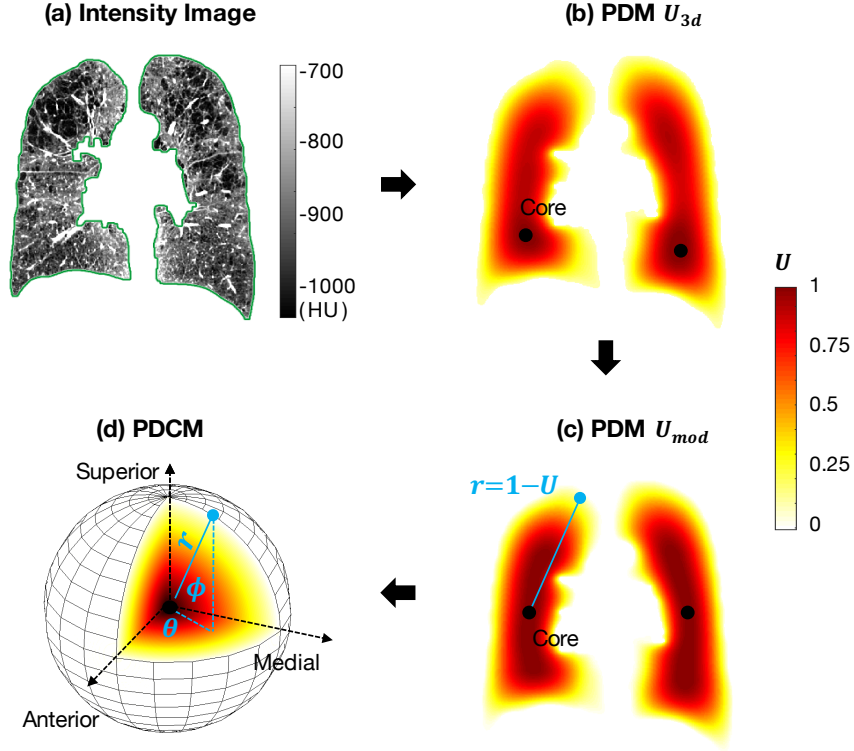 (a) Intensity Image
-700
-800
-900
-1000
(HU)
(b) PDM U₃d
Core
U
1
0.75
0.5
0.25
0
(d) PDCM
Superior
r
ϕ
θ
Medial
Anterior
(c) PDM Uₘₒd
r=1−U
Core